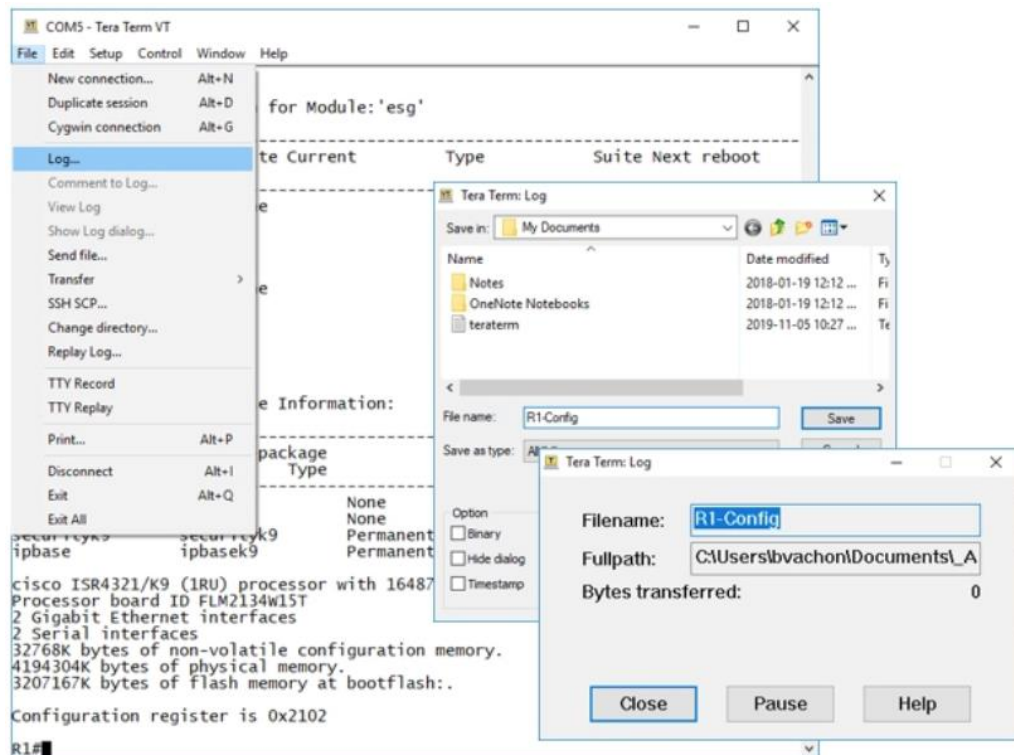 COM5 - Tera Term VT
File Edit Setup Control Window Help
New connection... Alt+N
Duplicate session Alt+D
Cygwin connection Alt+G
Log...
Comment to Log...
View Log
Show Log dialog...
Send file...
Transfer >
SSH SCP...
Change directory...
Replay Log...
TTY Record
TTY Replay
Print... Alt+P
Disconnect Alt+I
Exit Alt+Q
Exit All
for Module:'esg'
te Current Type Suite Next reboot
e
e
e Information:
package
Type
None
None
securityk9 securityk9 Permanent
ipbase ipbasek9 Permanent
cisco ISR4321/K9 (1RU) processor with 16487
Processor board ID FLM2134W15T
2 Gigabit Ethernet interfaces
2 Serial interfaces
32768K bytes of non-volatile configuration memory.
4194304K bytes of physical memory.
3207167K bytes of flash memory at bootflash:.
Configuration register is 0x2102
R1#
Tera Term: Log
Save in: My Documents
Name Date modified Ty
Notes 2018-01-19 12:12 ... Fi
OneNote Notebooks 2018-01-19 12:12 ... Fi
teraterm 2019-11-05 10:27 ... Te
File name: R1-Config Save
Save as type:
Option
Binary
Hide dialog
Timestamp
Tera Term: Log
Filename: R1-Config
Fullpath: C:\Users\bvachon\Documents\_A
Bytes transferred: 0
Close Pause Help